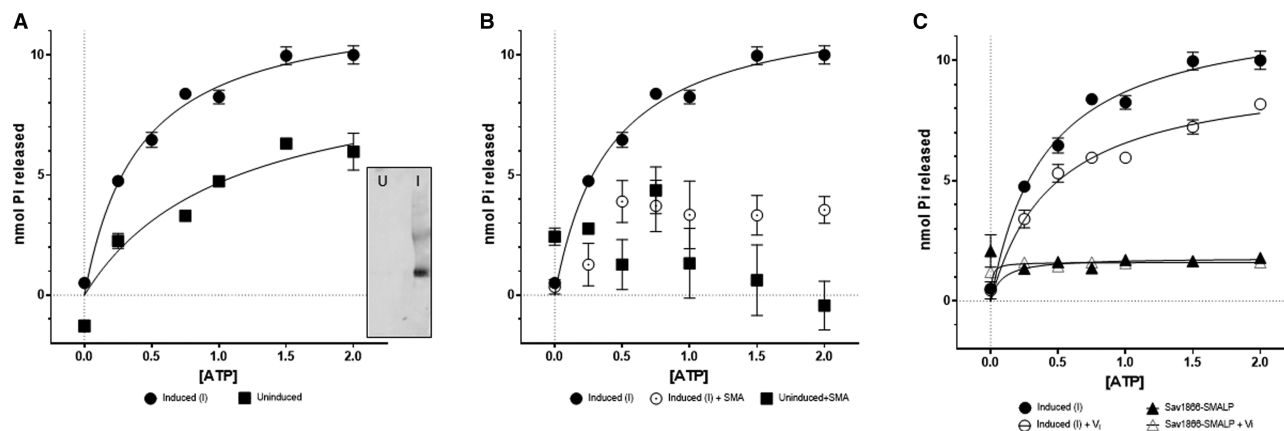 A
nmol Pi released
10
5
0
0.0 0.5 1.0 1.5 2.0
[ATP]
U I
Induced (I) Uninduced
B
nmol Pi released
10
5
0
0.0 0.5 1.0 1.5 2.0
[ATP]
Induced (I) Induced (I) + SMA Uninduced+SMA
C
nmol Pi released
10
5
0
0.0 0.5 1.0 1.5 2.0
[ATP]
Induced (I) Sav1866-SMALP
Induced (I) + Vi Sav1866-SMALP + Vi